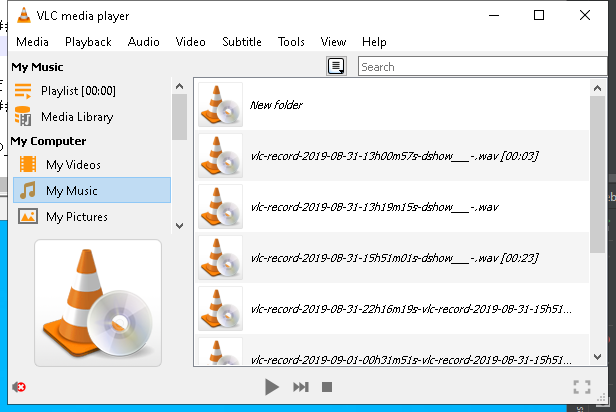 VLC media player
Media Playback Audio Video Subtitle Tools View Help
My Music
Search
Playlist [00:00]
Media Library
My Computer
My Videos
My Music
My Pictures
New folder
vlc-record-2019-08-31-13h00m57s-dshow___-.wav [00:03]
vlc-record-2019-08-31-13h19m15s-dshow___-.wav
vlc-record-2019-08-31-15h51m01s-dshow___-.wav [00:23]
vlc-record-2019-08-31-22h16m19s-vlc-record-2019-08-31-15h51...
vlc-record-2019-09-01-00h31m51s-vlc-record-2019-08-31-15h51...